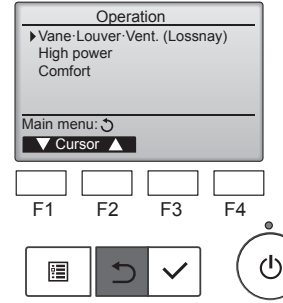 Operation
Vane·Louver·Vent. (Lossnay)
High power
Comfort
Main menu:
Cursor
F1 F2 F3 F4